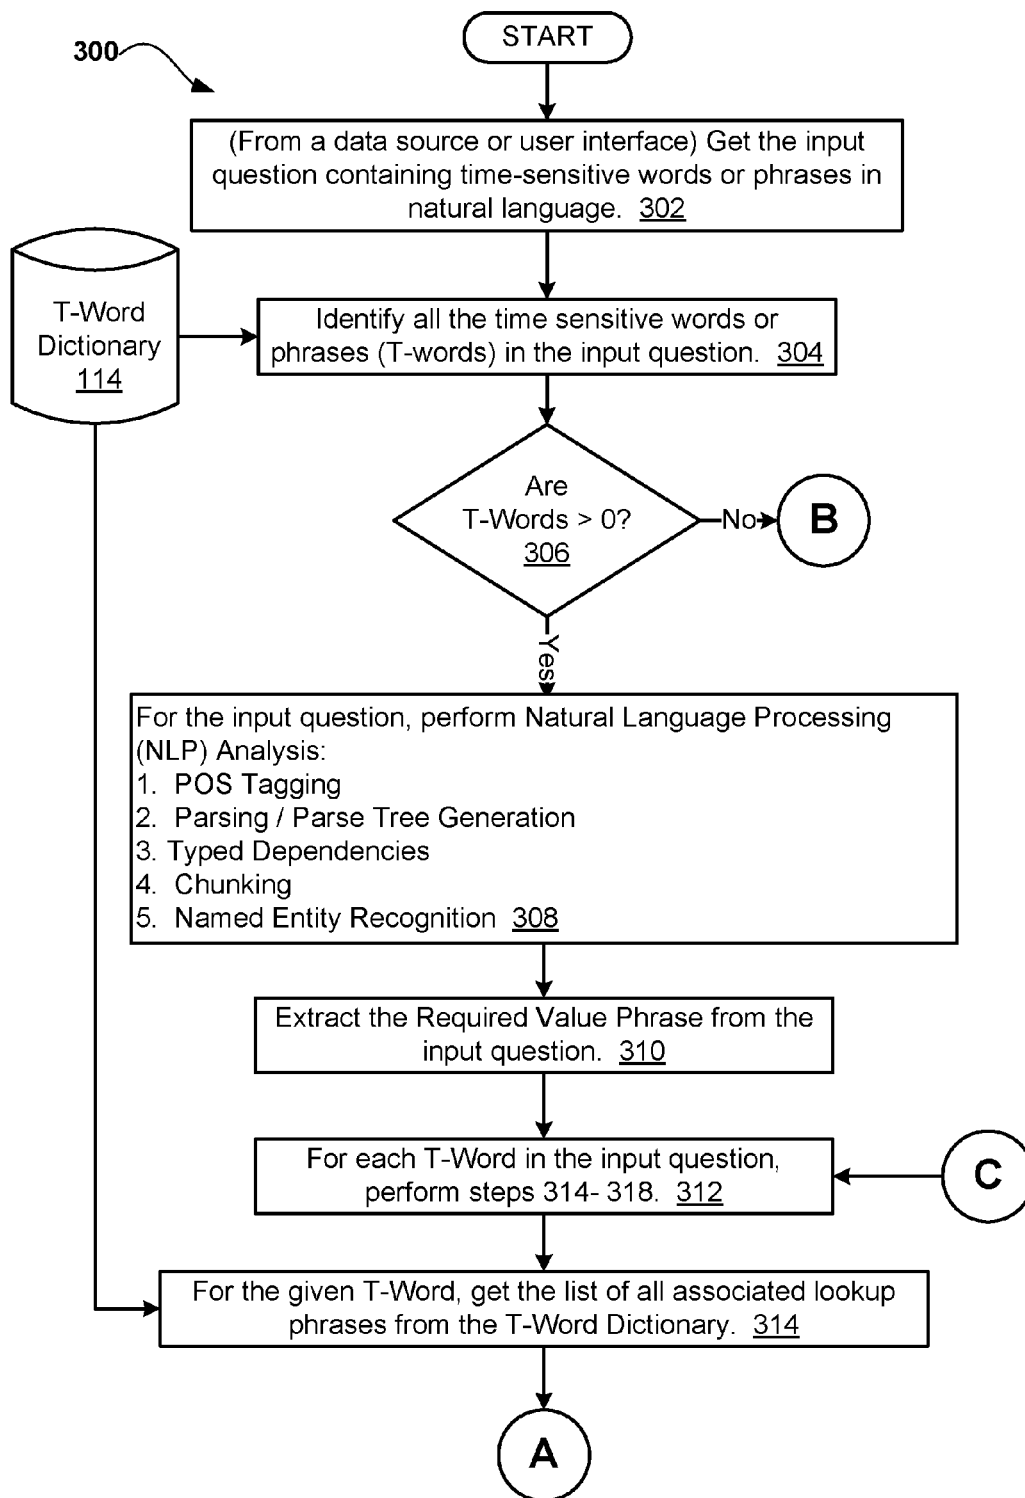 START
300
(From a data source or user interface) Get the input
question containing time-sensitive words or phrases in
natural language. 302
T-Word
Dictionary
114
Identify all the time sensitive words or
phrases (T-words) in the input question. 304
Are
T-Words > 0?
306
No
B
Yes
For the input question, perform Natural Language Processing
(NLP) Analysis:
1. POS Tagging
2. Parsing / Parse Tree Generation
3. Typed Dependencies
4. Chunking
5. Named Entity Recognition 308
Extract the Required Value Phrase from the
input question. 310
For each T-Word in the input question,
perform steps 314- 318. 312
C
For the given T-Word, get the list of all associated lookup
phrases from the T-Word Dictionary. 314
A